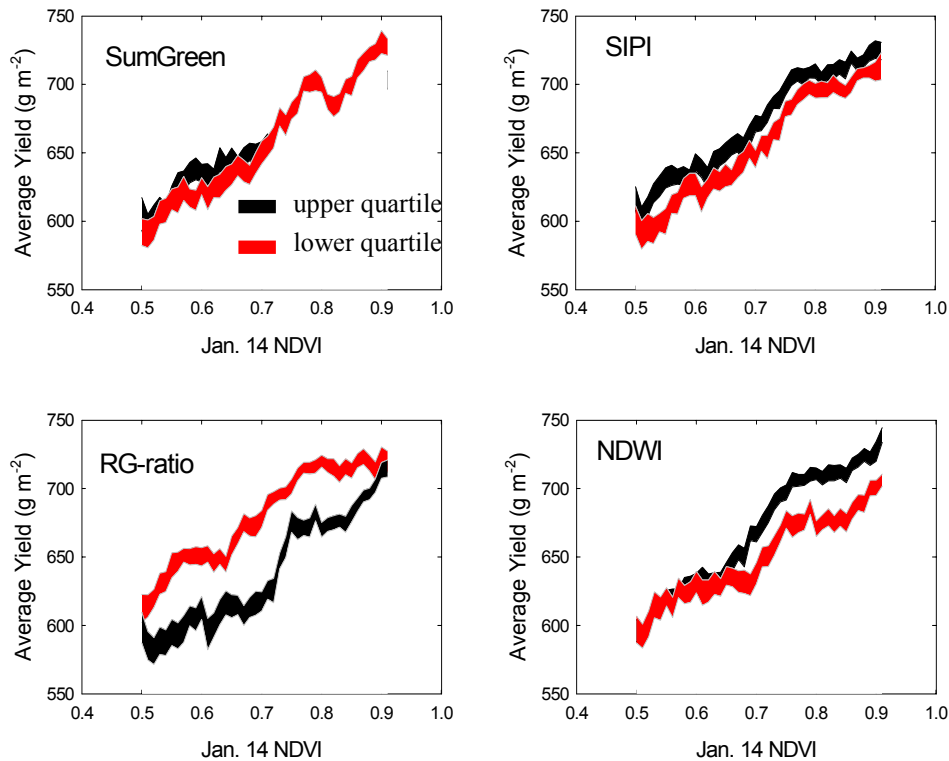 750
SumGreen
700
650
600
550
Average Yield (g m⁻²)
upper quartile
lower quartile
0.4 0.5 0.6 0.7 0.8 0.9 1.0
Jan. 14 NDVI
750
SIPI
700
650
600
550
Average Yield (g m⁻²)
0.4 0.5 0.6 0.7 0.8 0.9 1.0
Jan. 14 NDVI
750
RG-ratio
700
650
600
550
Average Yield (g m⁻²)
0.4 0.5 0.6 0.7 0.8 0.9 1.0
Jan. 14 NDVI
750
NDWI
700
650
600
550
Average Yield (g m⁻²)
0.4 0.5 0.6 0.7 0.8 0.9 1.0
Jan. 14 NDVI